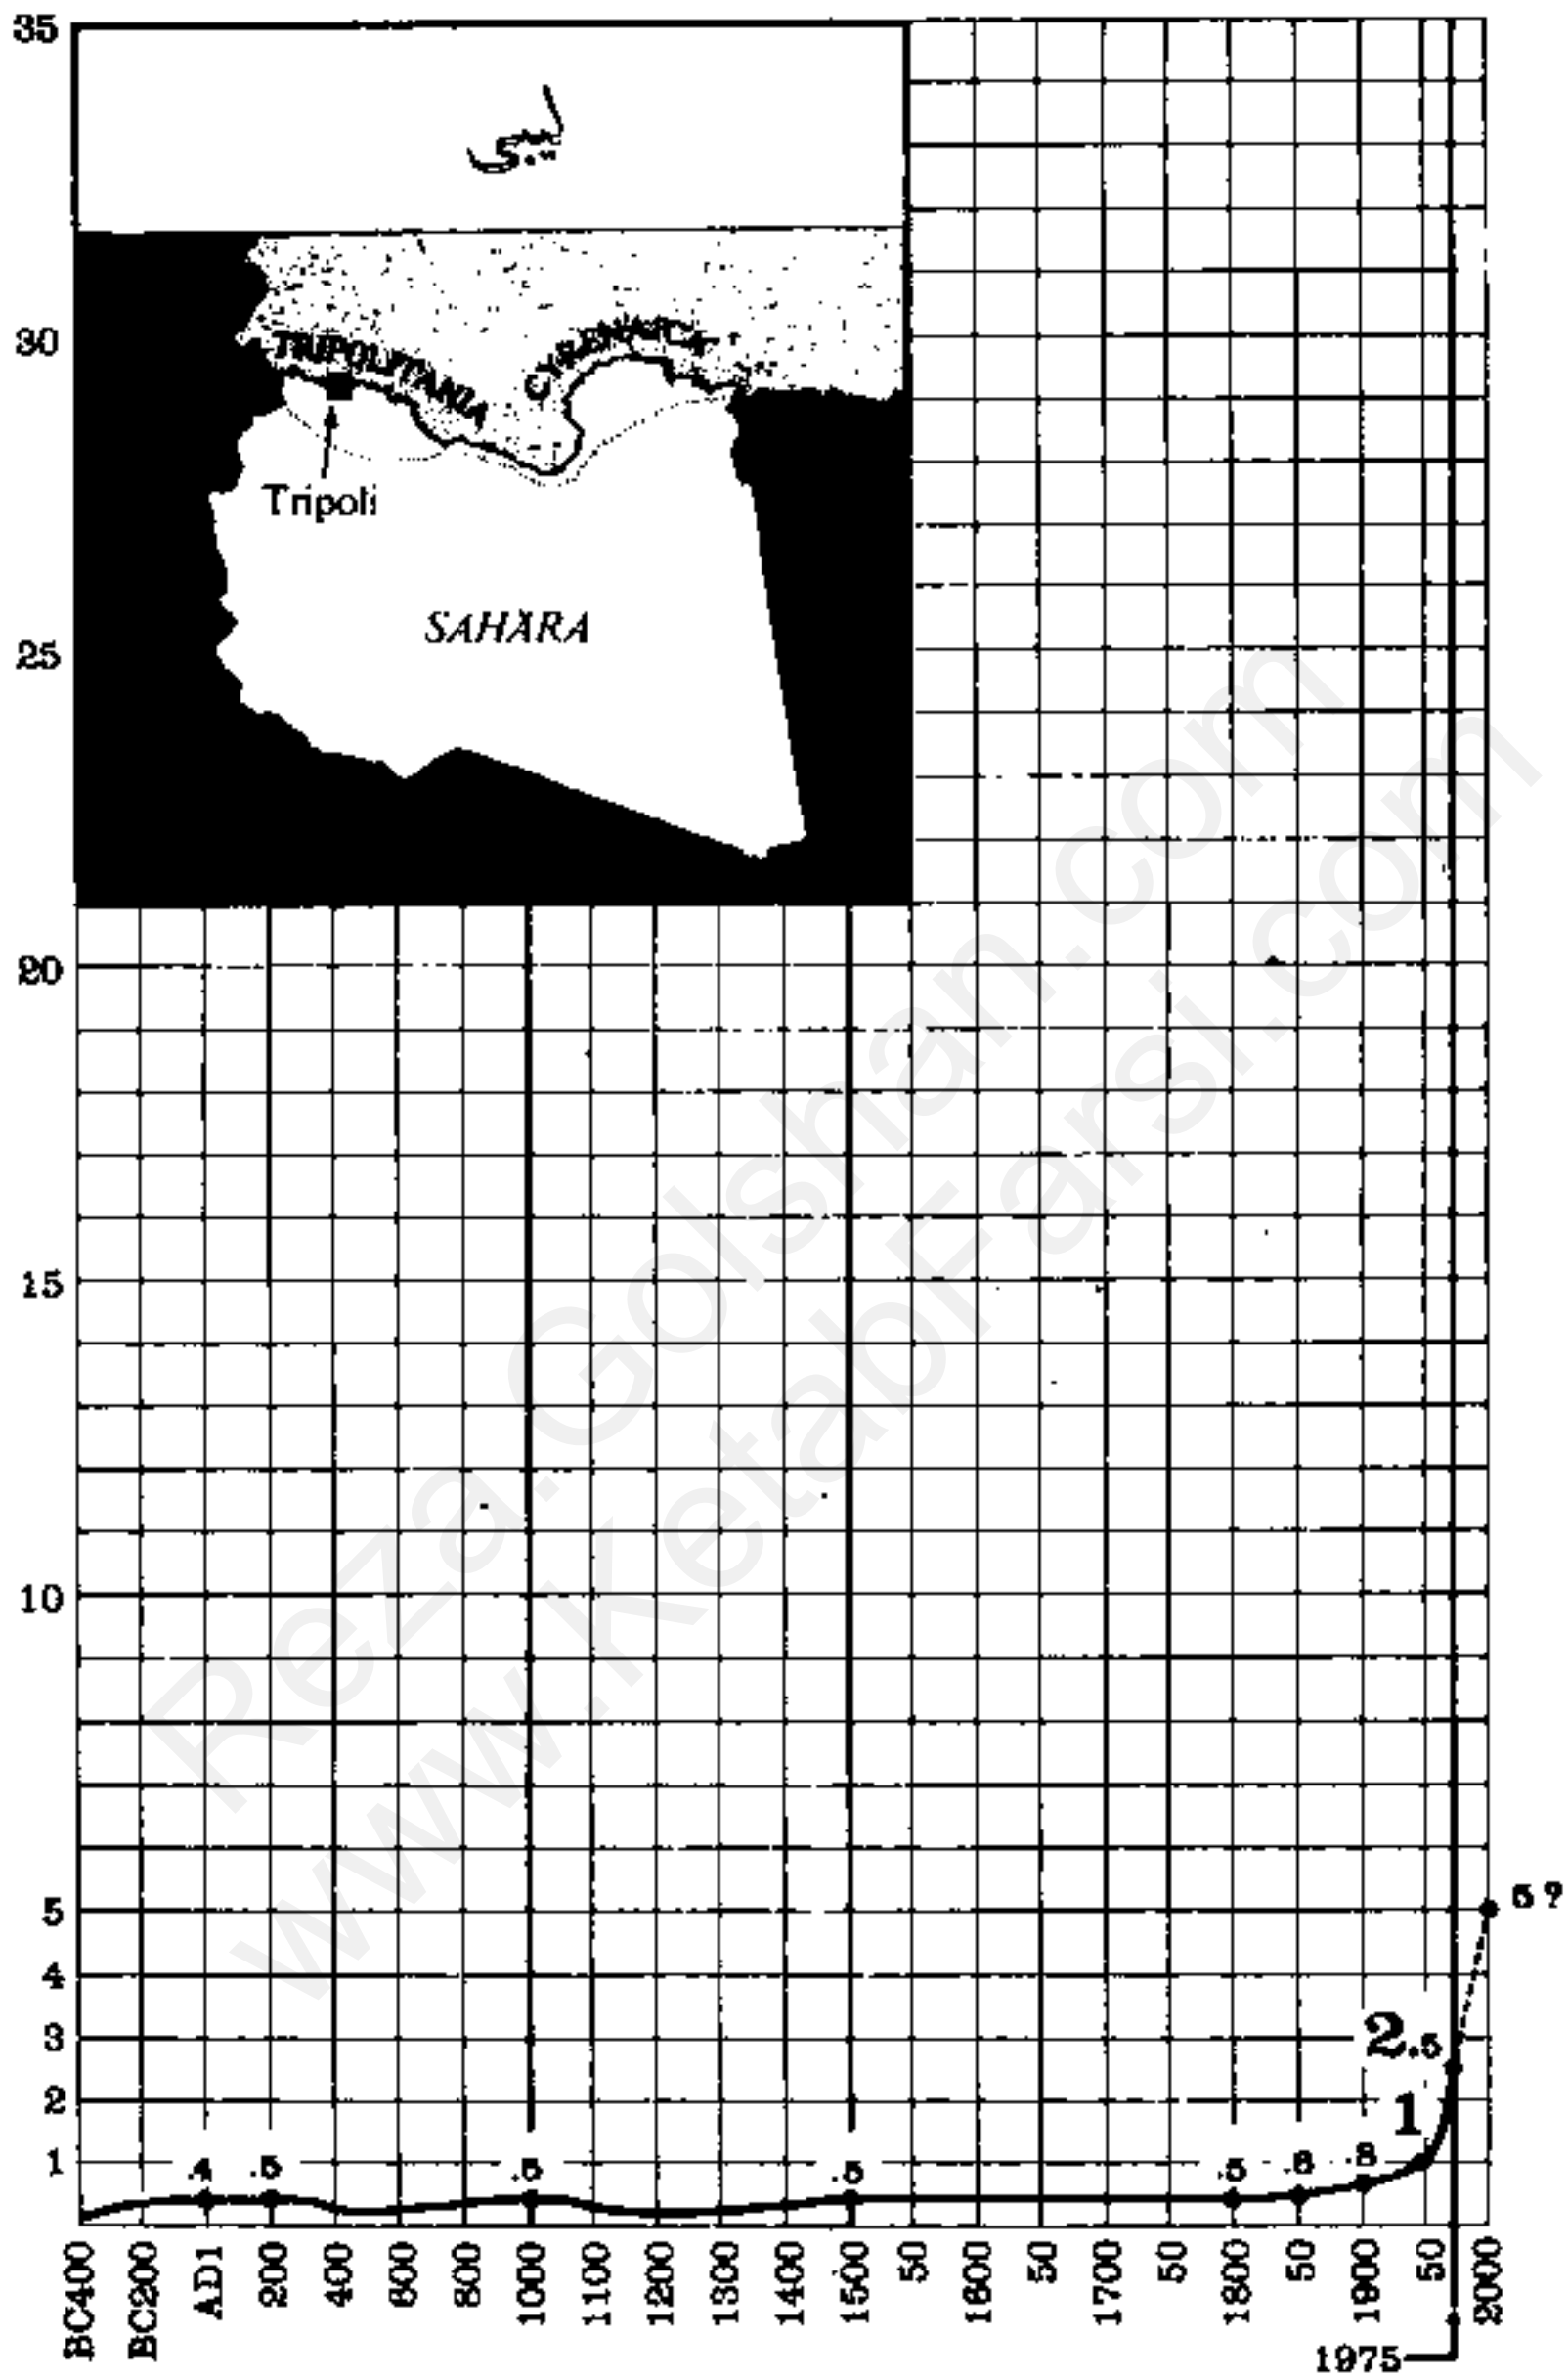 35
لیبی
30
TRIPOLITANIA
CYRENAICA
Tripoli
SAHARA
25
20
15
10
5
5 ?
4
3
2.5
2
1
1
.4 .5 .5 .5 .5 .6 .8
BC400 BC200 AD1 200 400 600 800 1000 1100 1200 1300 1400 1500 50 1600 50 1700 50 1800 50 1900 50 2000
1975
Reza.Golshan.com
www.KetabFarsi.com